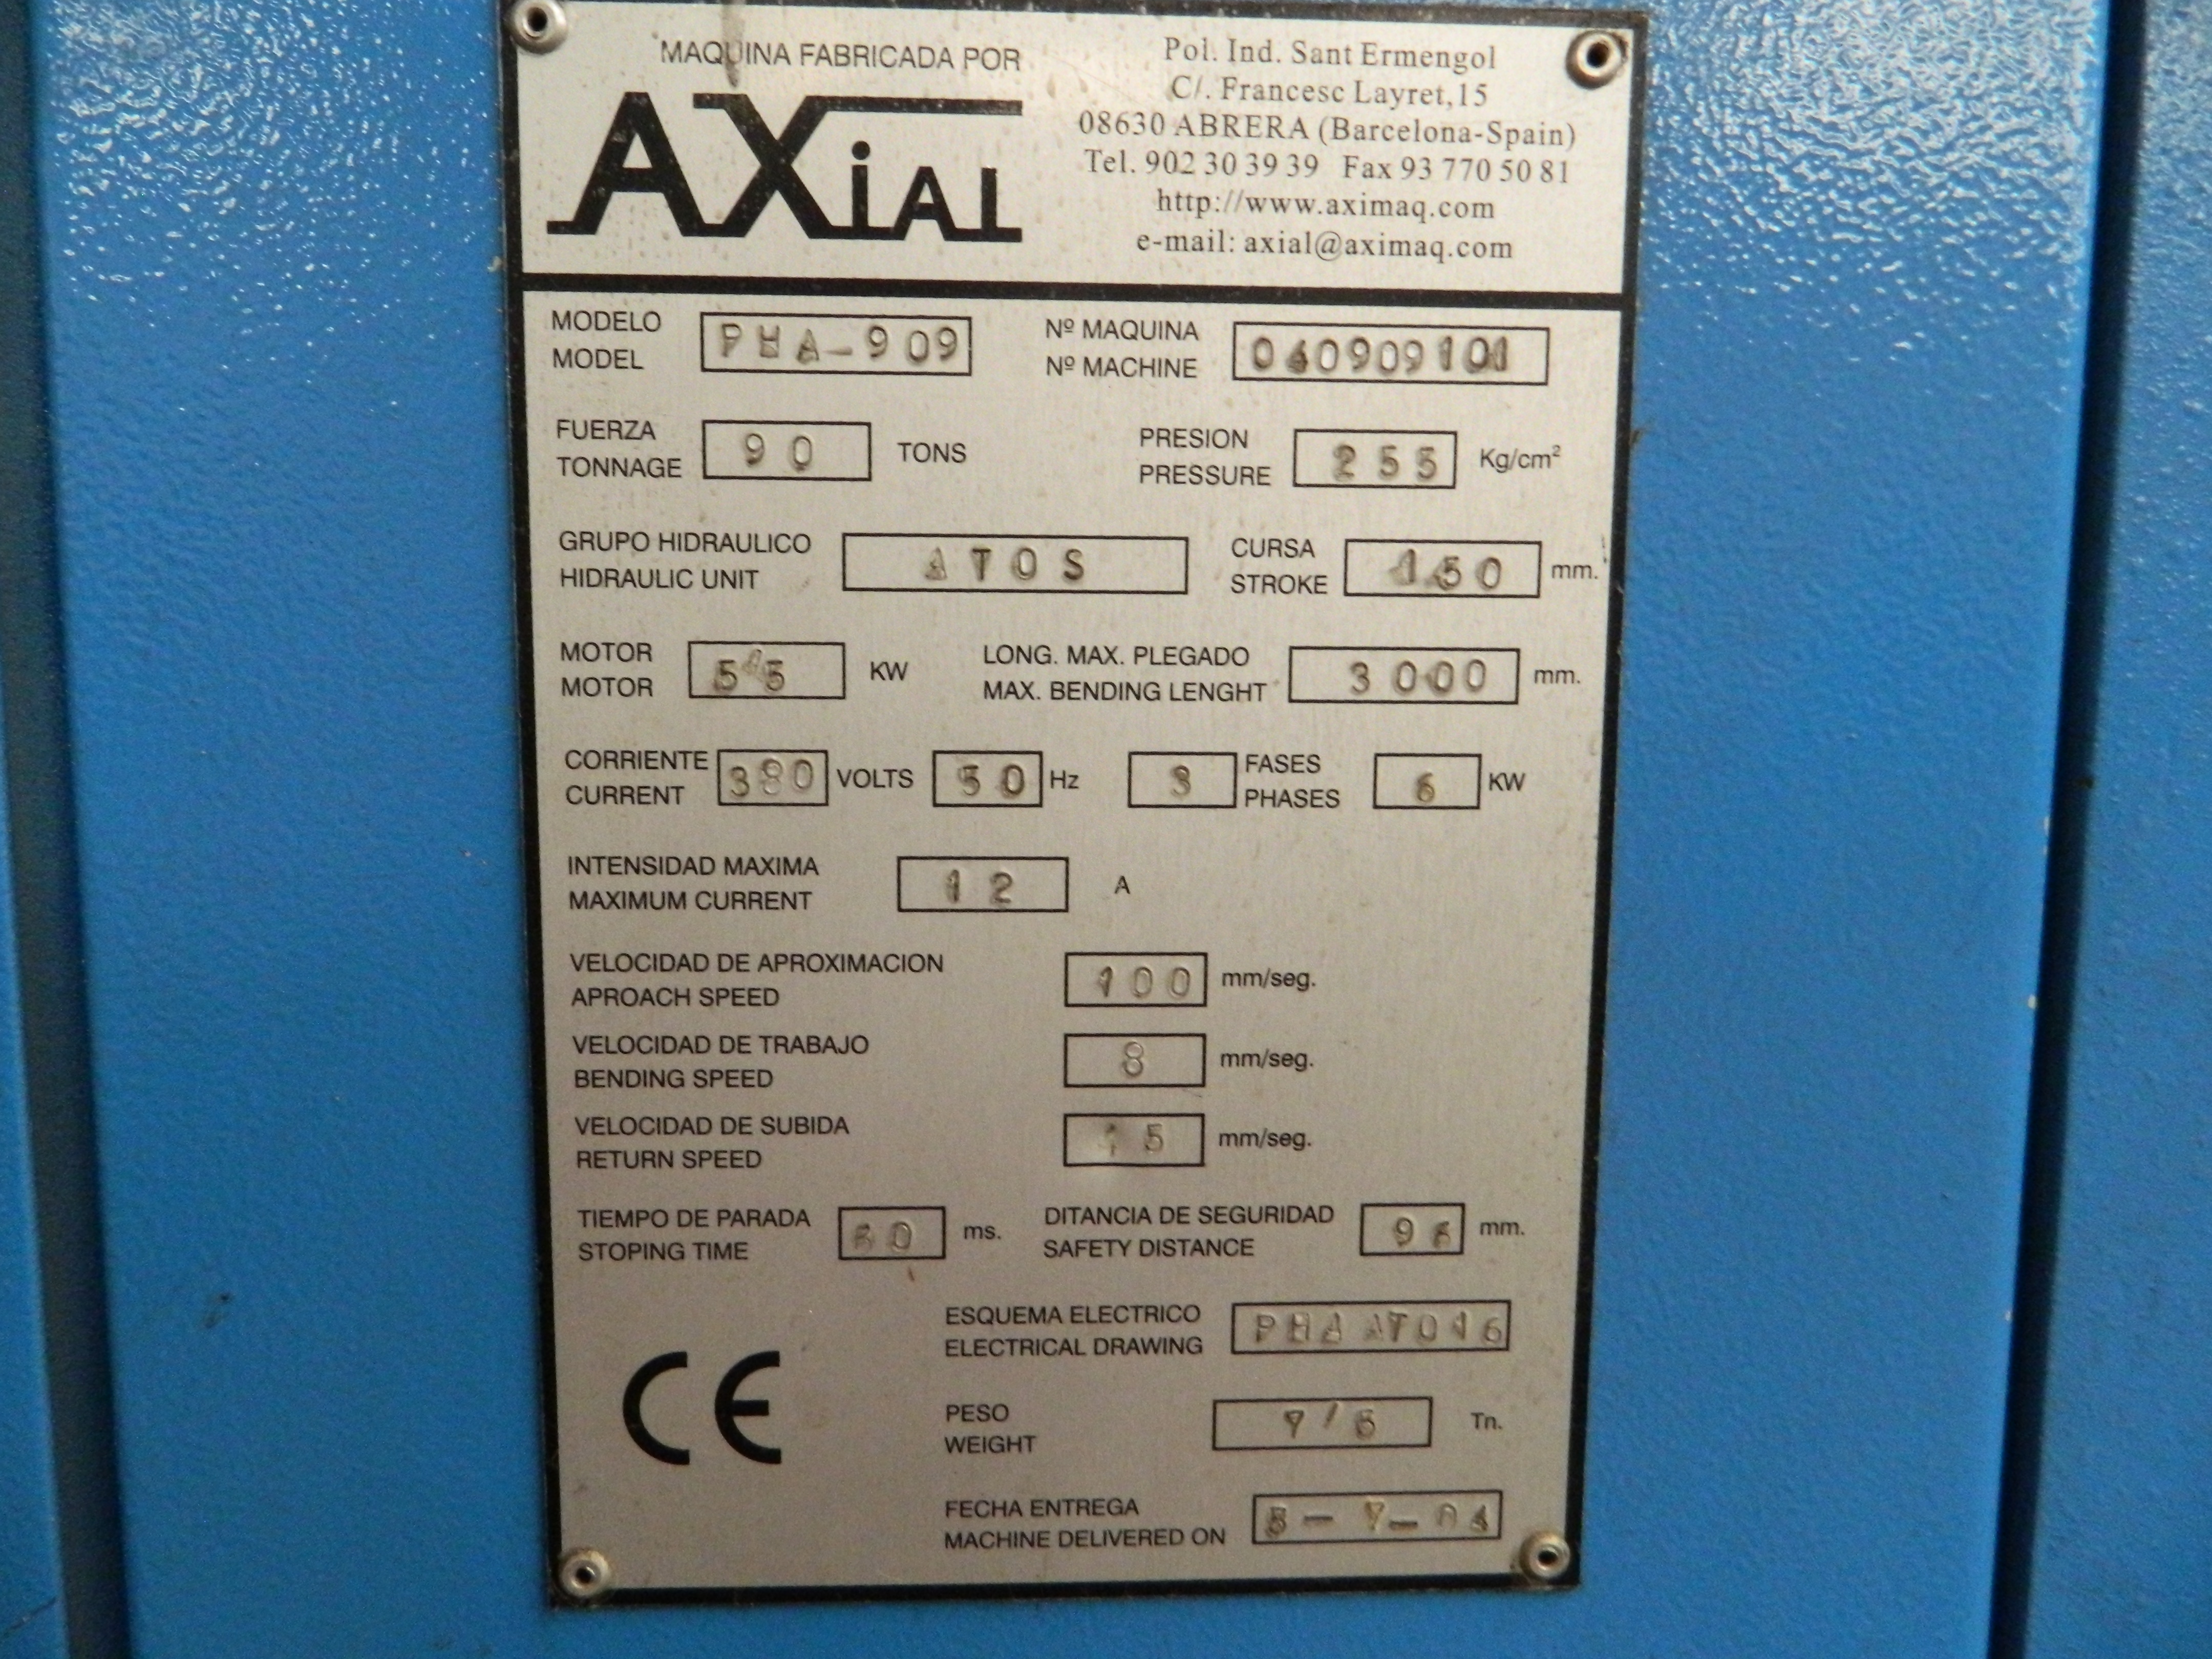 MAQUINA FABRICADA POR
AXiAL
Pol. Ind. Sant Ermengol
C/. Francesc Layret,15
08630 ABRERA (Barcelona-Spain)
Tel. 902 30 39 39 Fax 93 770 50 81
http://www.aximaq.com
e-mail: axial@aximaq.com
MODELO
MODEL
PHA-909
Nº MAQUINA
Nº MACHINE
040909101
FUERZA
TONNAGE
90 TONS
PRESION
PRESSURE
255 Kg/cm²
GRUPO HIDRAULICO
HIDRAULIC UNIT
ATOS
CURSA
STROKE
150 mm.
MOTOR
MOTOR
5'5 KW
LONG. MAX. PLEGADO
MAX. BENDING LENGHT
3000 mm.
CORRIENTE
CURRENT
380 VOLTS 50 Hz 3
FASES
PHASES
6 KW
INTENSIDAD MAXIMA
MAXIMUM CURRENT
12 A
VELOCIDAD DE APROXIMACION
APROACH SPEED
100 mm/seg.
VELOCIDAD DE TRABAJO
BENDING SPEED
8 mm/seg.
VELOCIDAD DE SUBIDA
RETURN SPEED
15 mm/seg.
TIEMPO DE PARADA
STOPING TIME
ms.
DITANCIA DE SEGURIDAD
SAFETY DISTANCE
96 mm.
ESQUEMA ELECTRICO
ELECTRICAL DRAWING
PHAAT016
CE
PESO
WEIGHT
Tn.
FECHA ENTREGA
MACHINE DELIVERED ON
5-7-04